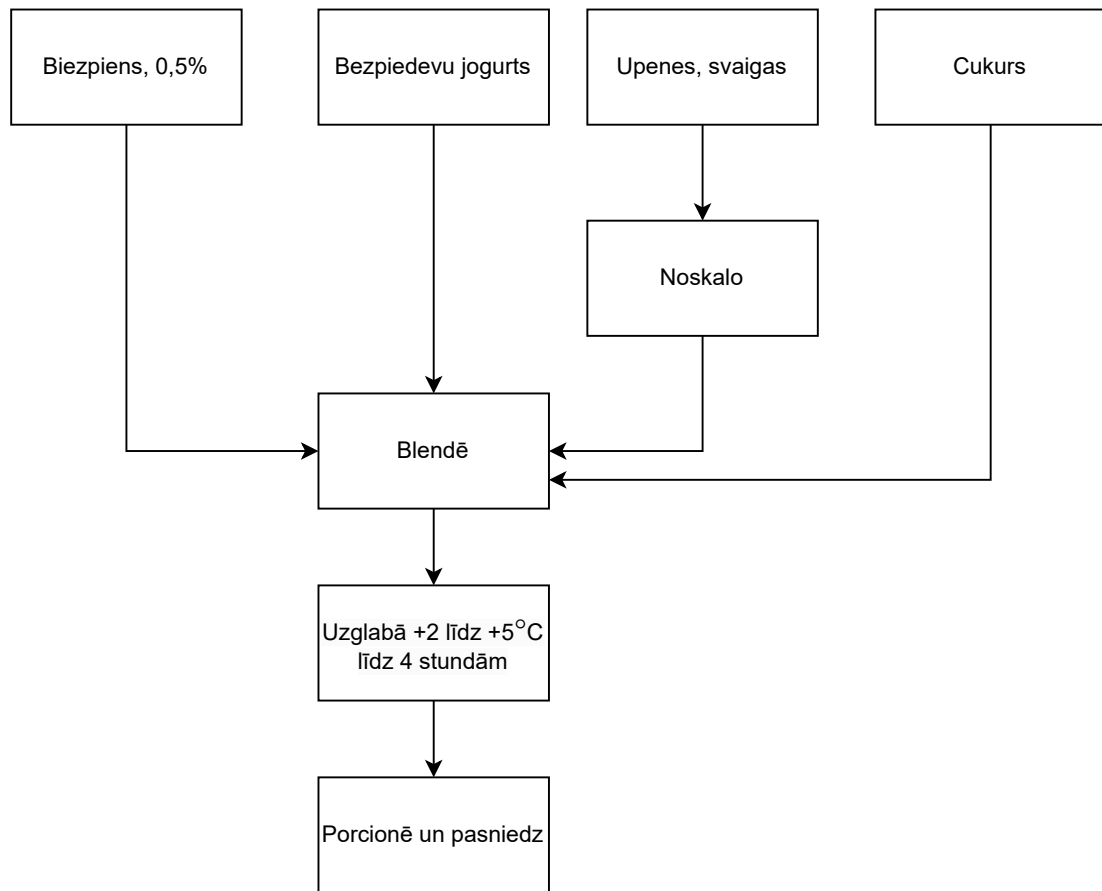 Biezpiens, 0,5%
Bezpiedevu jogurts
Upenes, svaigas
Cukurs
Noskalo
Blendē
Uzglabā +2 līdz +5°C
līdz 4 stundām
Porcionē un pasniedz